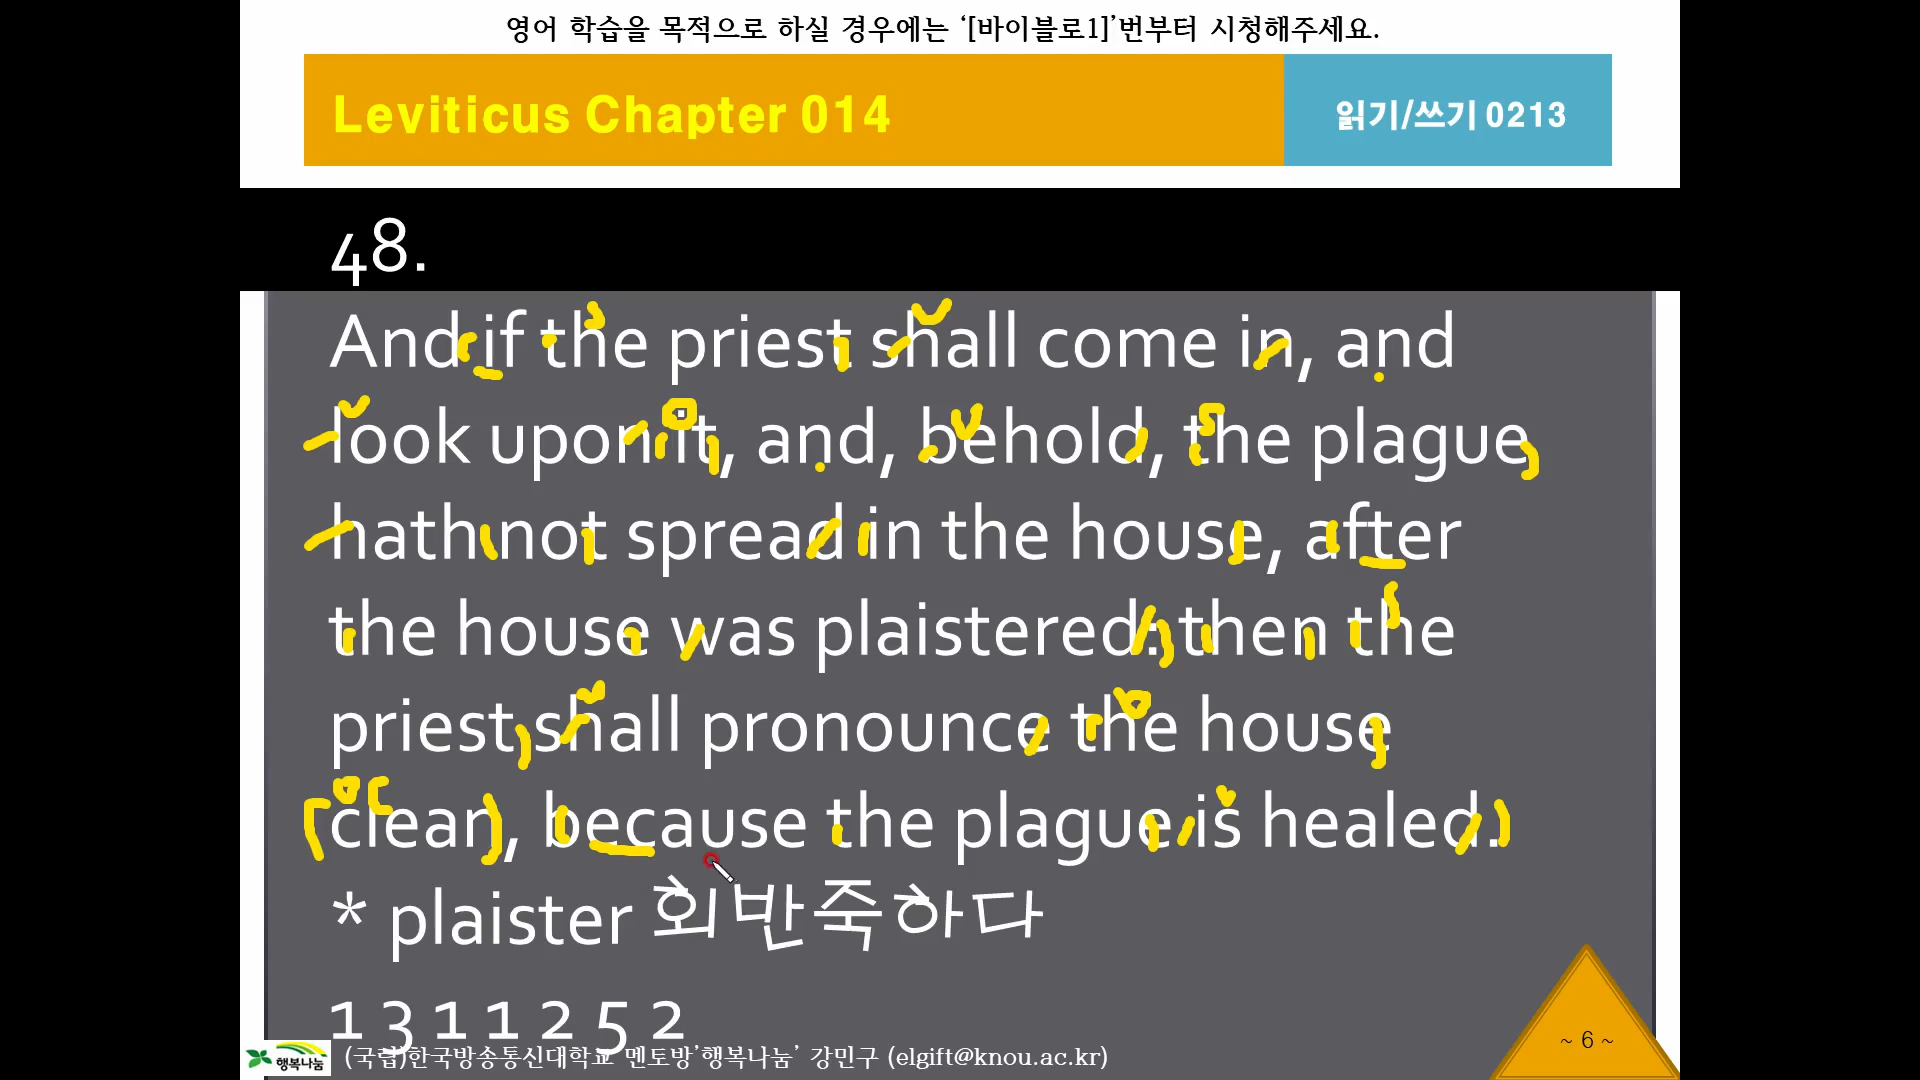 영어 학습을 목적으로 하실 경우에는 ‘[바이블로1]’번부터 시청해주세요.
Leviticus Chapter 014
읽기/쓰기 0213
48.
And if the priest shall come in, and
look upon it, and, behold, the plague
hath not spread in the house, after
the house was plaistered: then the
priest shall pronounce the house
clean, because the plague is healed.
* plaister 회반죽하다
1 3 1 1 2 5 2
~ 6 ~
행복나눔
(국립)한국방송통신대학교 멘토방’행복나눔’ 강민구 (elgift@knou.ac.kr)